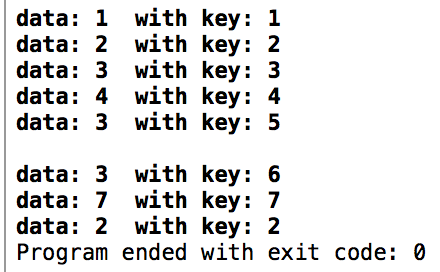 data: 1  with key: 1
data: 2  with key: 2
data: 3  with key: 3
data: 4  with key: 4
data: 3  with key: 5
data: 3  with key: 6
data: 7  with key: 7
data: 2  with key: 2
Program ended with exit code: 0